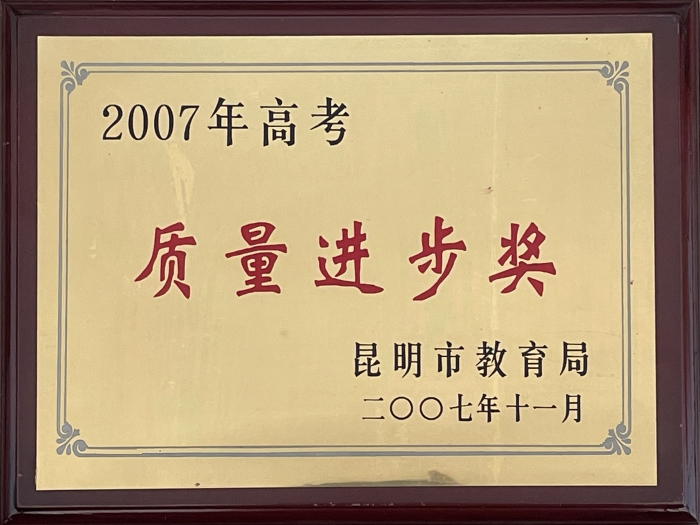 2007年高考
质量进步奖
昆明市教育局
二〇〇七年十一月